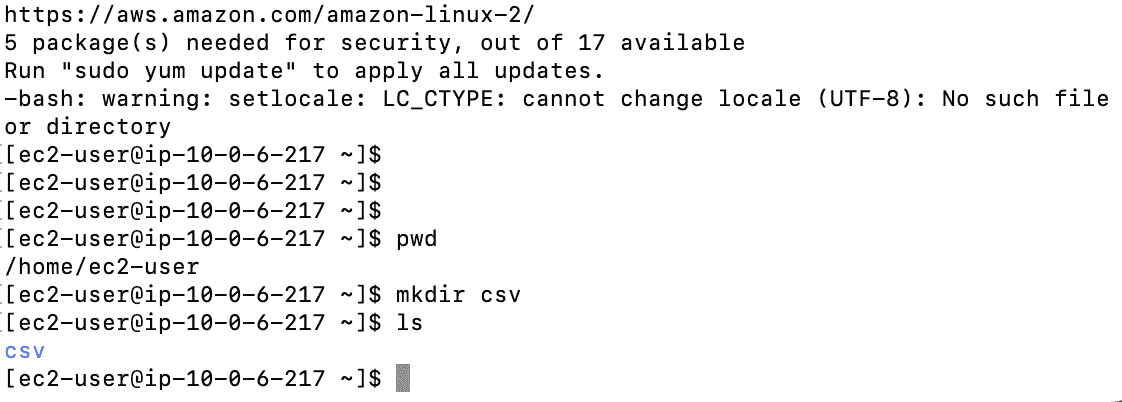 https://aws.amazon.com/amazon-linux-2/
5 package(s) needed for security, out of 17 available
Run "sudo yum update" to apply all updates.
-bash: warning: setlocale: LC_CTYPE: cannot change locale (UTF-8): No such file
or directory
[ec2-user@ip-10-0-6-217 ~]$
[ec2-user@ip-10-0-6-217 ~]$
[ec2-user@ip-10-0-6-217 ~]$
[ec2-user@ip-10-0-6-217 ~]$ pwd
/home/ec2-user
[ec2-user@ip-10-0-6-217 ~]$ mkdir csv
[ec2-user@ip-10-0-6-217 ~]$ ls
csv
[ec2-user@ip-10-0-6-217 ~]$